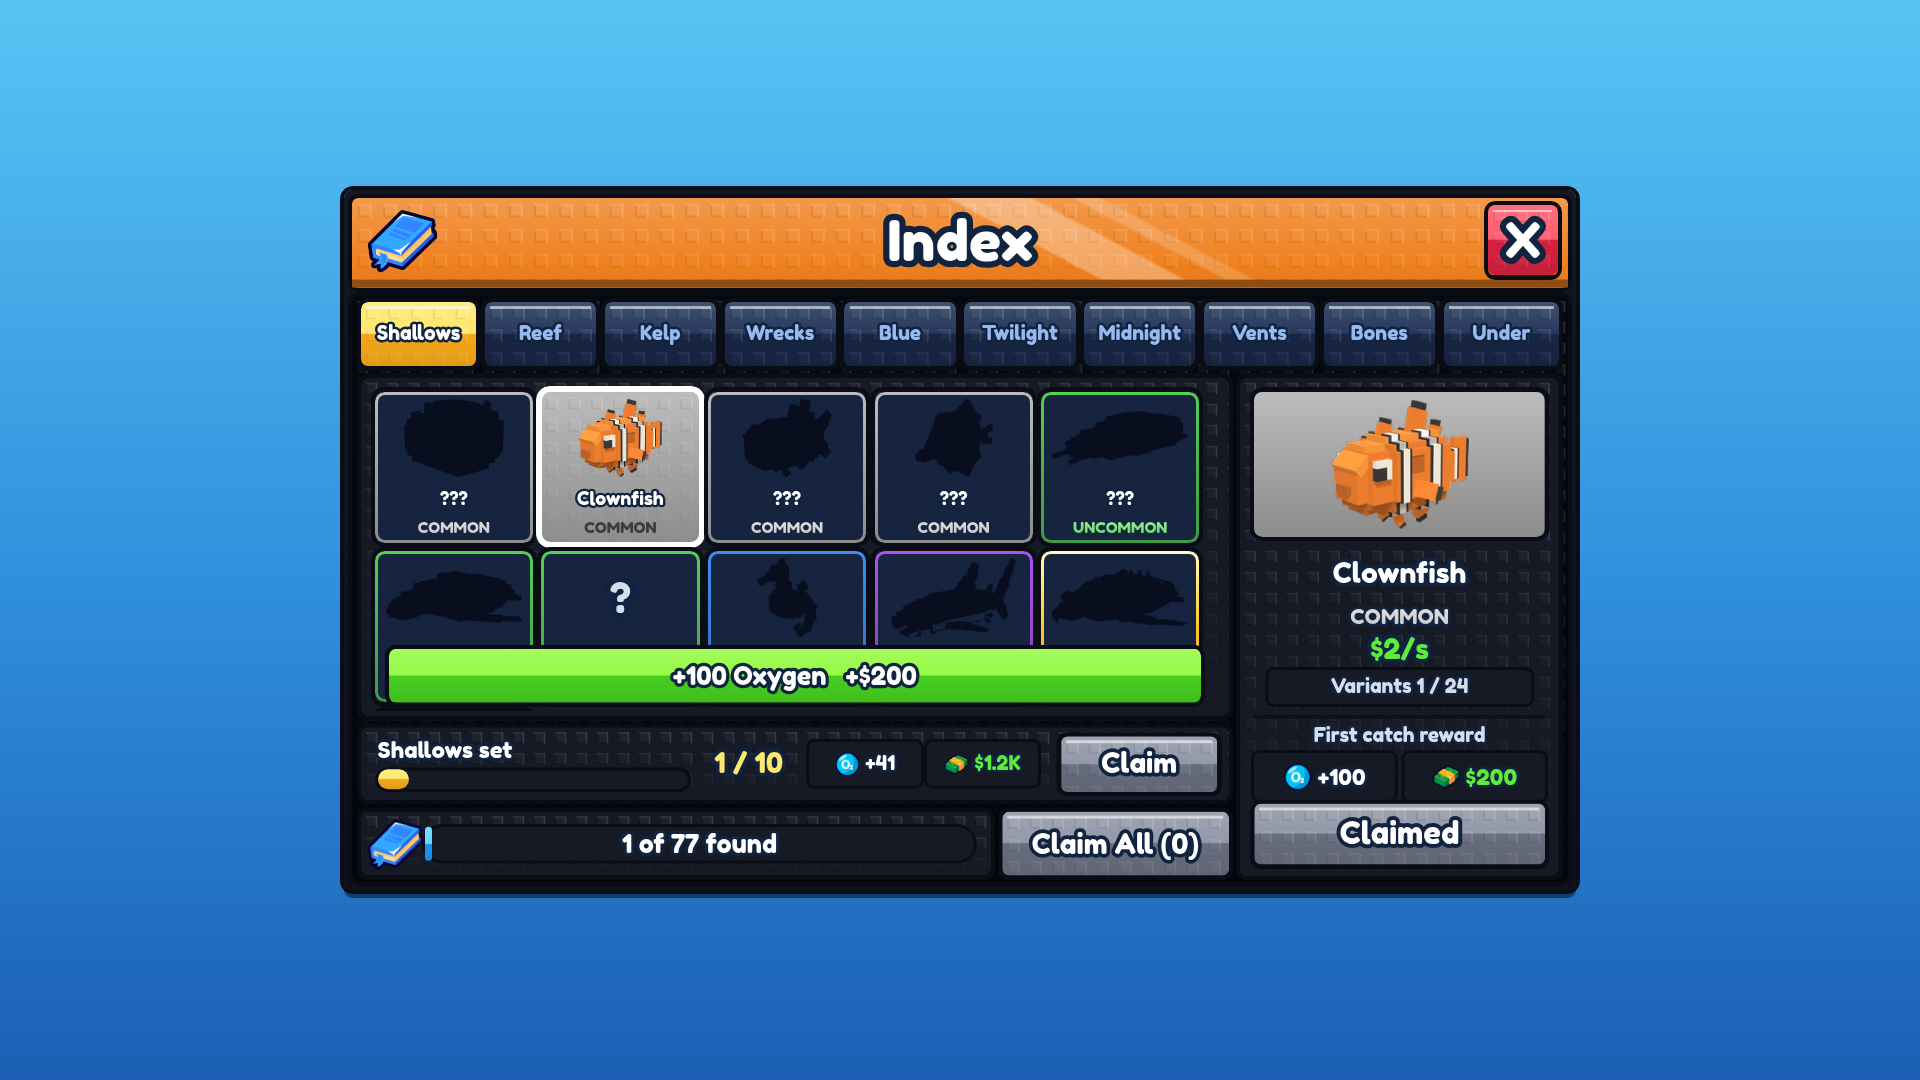 Index
Shallows
Reef
Kelp
Wrecks
Blue
Twilight
Midnight
Vents
Bones
Under
???
COMMON
Clownfish
COMMON
???
COMMON
???
COMMON
???
UNCOMMON
?
+100 Oxygen +$200
Shallows set
1 / 10
O₂ +41
$1.2K
Claim
1 of 77 found
Claim All (0)
Clownfish
COMMON
$2/s
Variants 1 / 24
First catch reward
O₂ +100
$200
Claimed